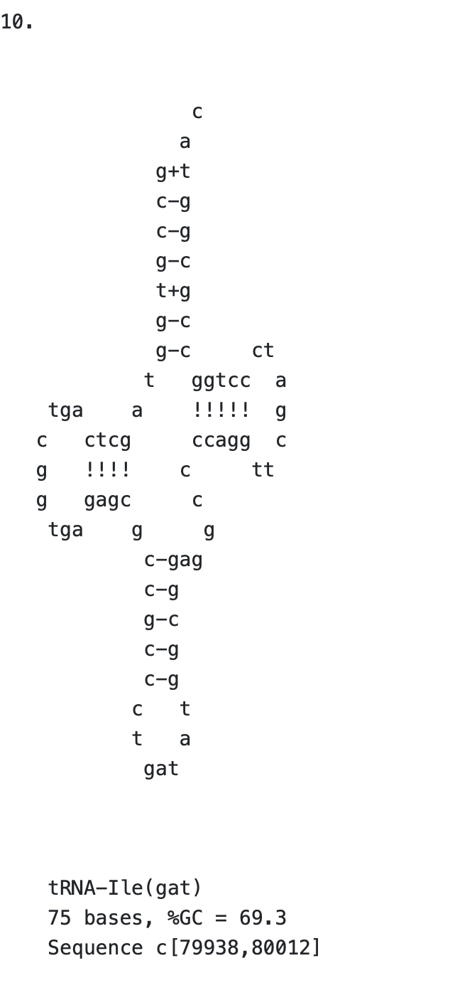 10.
c
a
g+t
c-g
c-g
g-c
t+g
g-c
g-c     ct
t   ggtcc  a
tga    a    !!!!!  g
c   ctcg     ccagg  c
g   !!!!    c     tt
g   gagc     c
tga    g     g
c-gag
c-g
g-c
c-g
c-g
c   t
t   a
gat
tRNA-Ile(gat)
75 bases, %GC = 69.3
Sequence c[79938,80012]